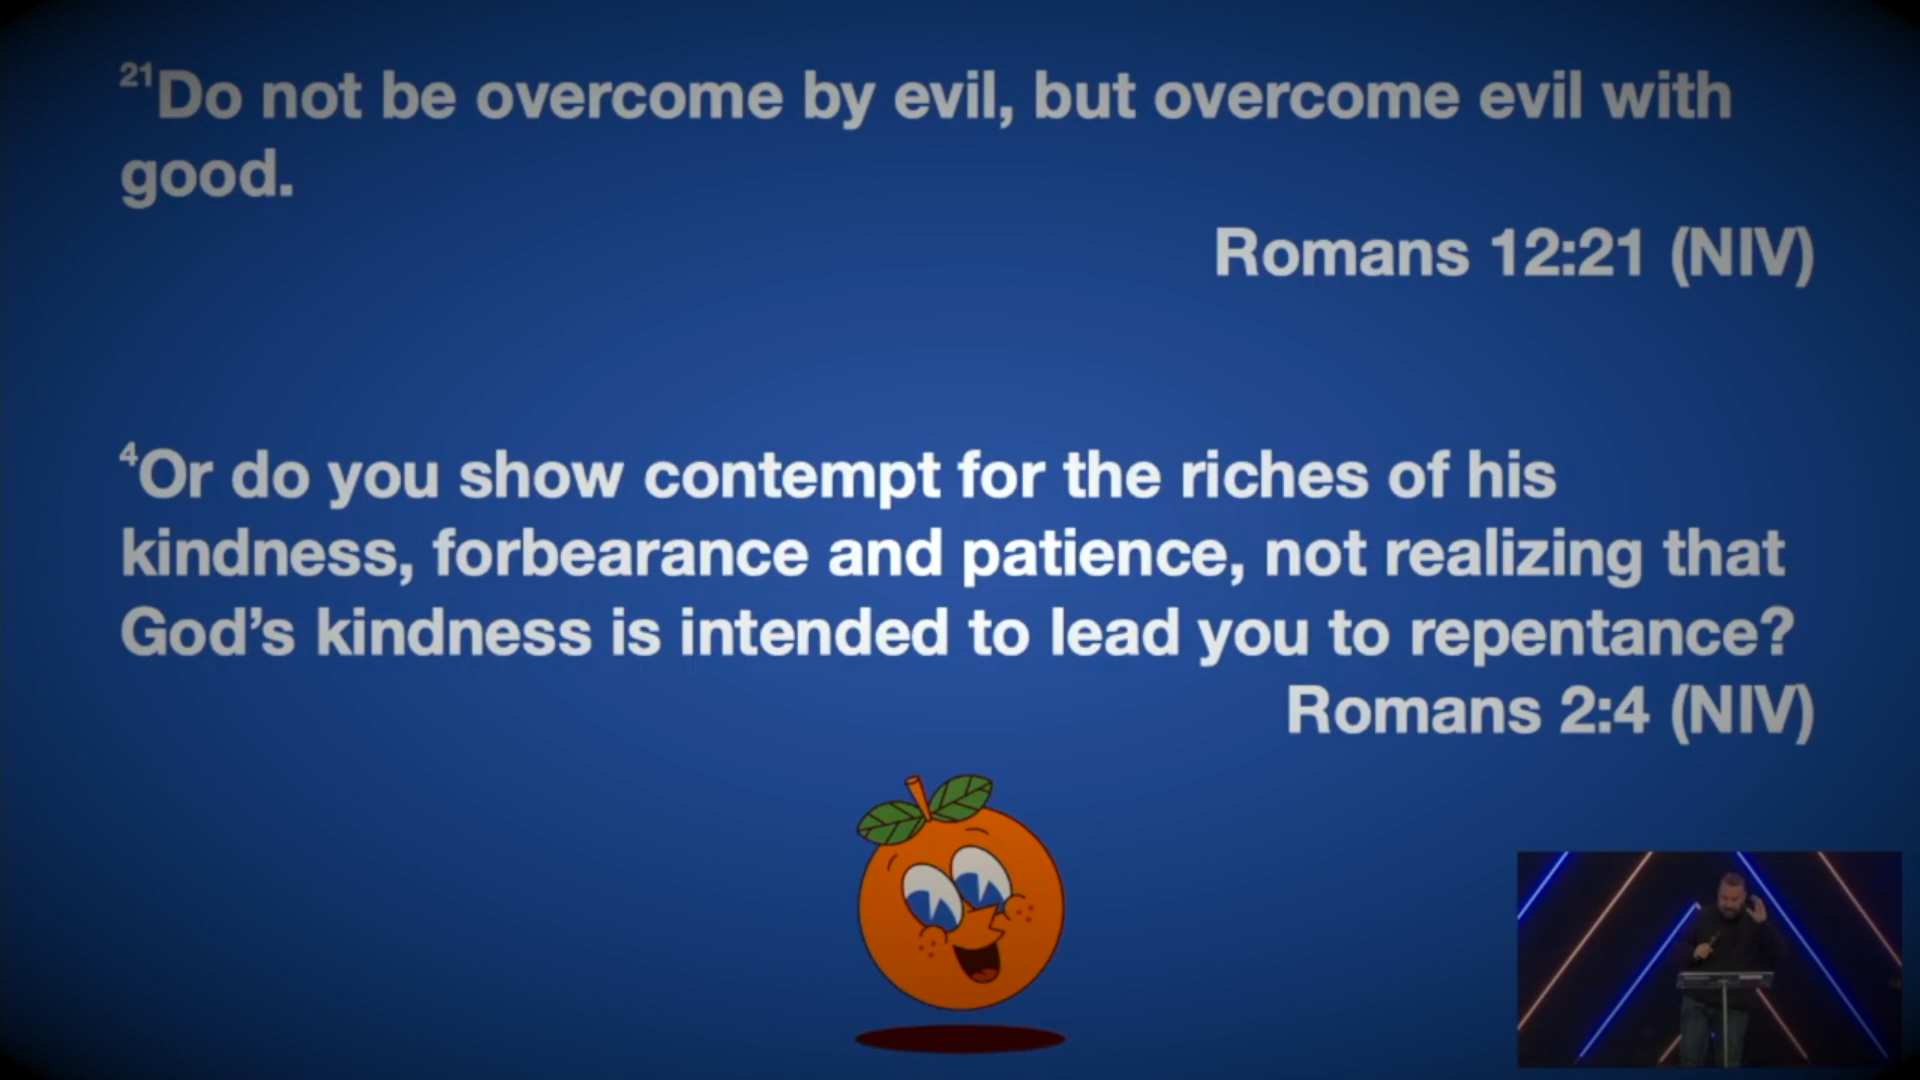 21Do not be overcome by evil, but overcome evil with
good.
Romans 12:21 (NIV)
4Or do you show contempt for the riches of his
kindness, forbearance and patience, not realizing that
God’s kindness is intended to lead you to repentance?
Romans 2:4 (NIV)